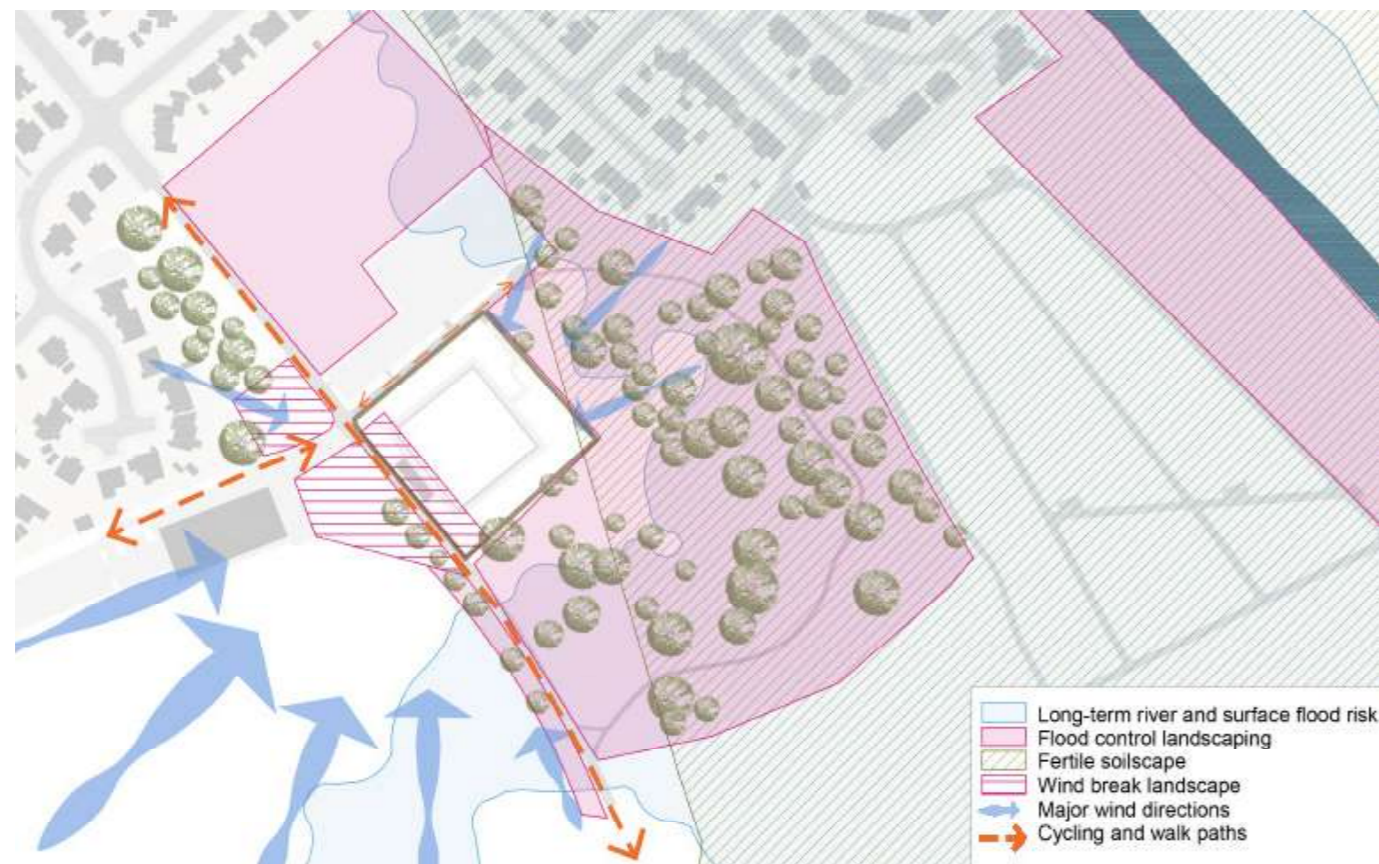 Long-term river and surface flood risk
Flood control landscaping
Fertile soilscape
Wind break landscape
Major wind directions
Cycling and walk paths